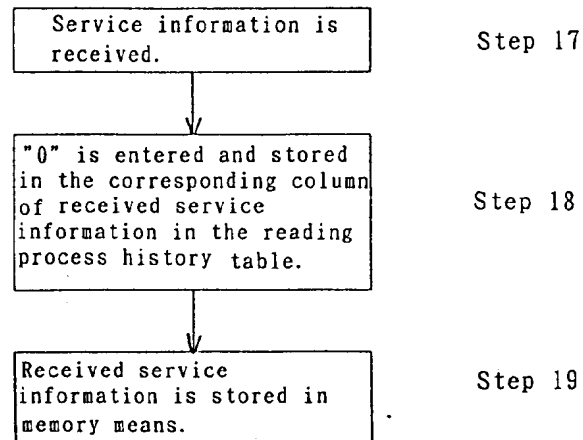 Service information is
received.
Step 17
"0" is entered and stored
in the corresponding column
of received service
information in the reading
process history table.
Step 18
Received service
information is stored in
memory means.
Step 19